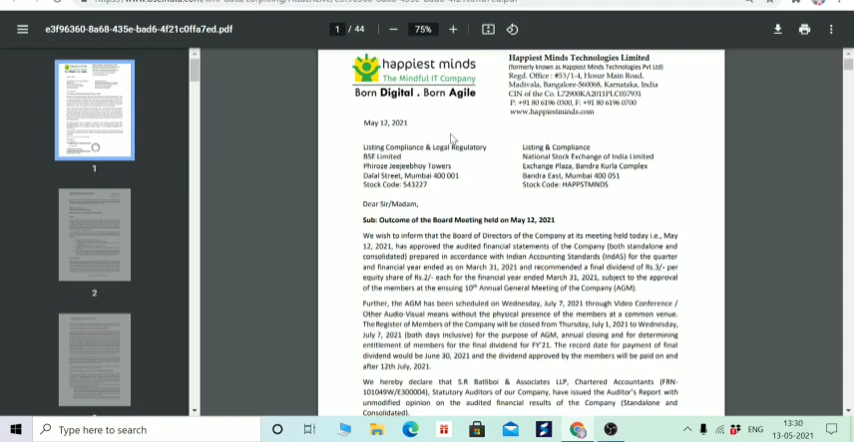 e3f96360-8a68-435e-bad6-4f21c0ffa7ed.pdf
1 / 44
75%
happiest minds
The Mindful IT Company
Born Digital . Born Agile
Happiest Minds Technologies Limited
(formerly known as Happiest Minds Technologies Pvt Ltd)
Regd. Office : #53/1-4, Hosur Main Road,
Madivala, Bangalore-560068, Karnataka, India
CIN of the Co. L72900KA2011PLC057931
P: +91 80 6196 0300, F: +91 80 6196 0700
www.happiestminds.com
May 12, 2021
Listing Compliance & Legal Regulatory
BSE Limited
Phiroze Jeejeebhoy Towers
Dalal Street, Mumbai 400 001
Stock Code: 543227
Listing & Compliance
National Stock Exchange of India Limited
Exchange Plaza, Bandra Kurla Complex
Bandra East, Mumbai 400 051
Stock Code: HAPPSTMNDS
Dear Sir/Madam,
Sub: Outcome of the Board Meeting held on May 12, 2021
We wish to inform that the Board of Directors of the Company at its meeting held today i.e., May
12, 2021, has approved the audited financial statements of the Company (both standalone and
consolidated) prepared in accordance with Indian Accounting Standards (IndAS) for the quarter
and financial year ended as on March 31, 2021 and recommended a final dividend of Rs.3/- per
equity share of Rs.2/- each for the financial year ended March 31, 2021, subject to the approval
of the members at the ensuing 10th Annual General Meeting of the Company (AGM).
Further, the AGM has been scheduled on Wednesday, July 7, 2021 through Video Conference /
Other Audio-Visual means without the physical presence of the members at a common venue.
The Register of Members of the Company will be closed from Thursday, July 1, 2021 to Wednesday,
July 7, 2021 (both days inclusive) for the purpose of AGM, annual closing and for determining
entitlement of members for the final dividend for FY'21. The record date for payment of final
dividend would be June 30, 2021 and the dividend approved by the members will be paid on and
after 12th July, 2021.
We hereby declare that S.R Batliboi & Associates LLP, Chartered Accountants (FRN-
101049W/E300004), Statutory Auditors of our Company, have issued the Auditor's Report with
unmodified opinion on the audited financial results of the Company (Standalone and
Consolidated).
1
2
Type here to search
ENG
13:30
13-05-2021